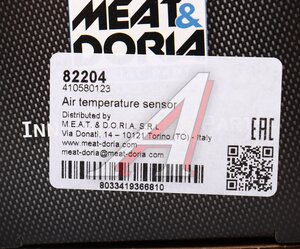 MEAT&
DORIA
82204
410580123
Air temperature sensor
Distributed by
M.E.A.T. & D.O.R.I.A. S.R.L.
Via Donati, 14 – 10121 Torino (TO) - Italy
www.meat-doria.com
meat-doria@meat-doria.com
EAC
8033419366810